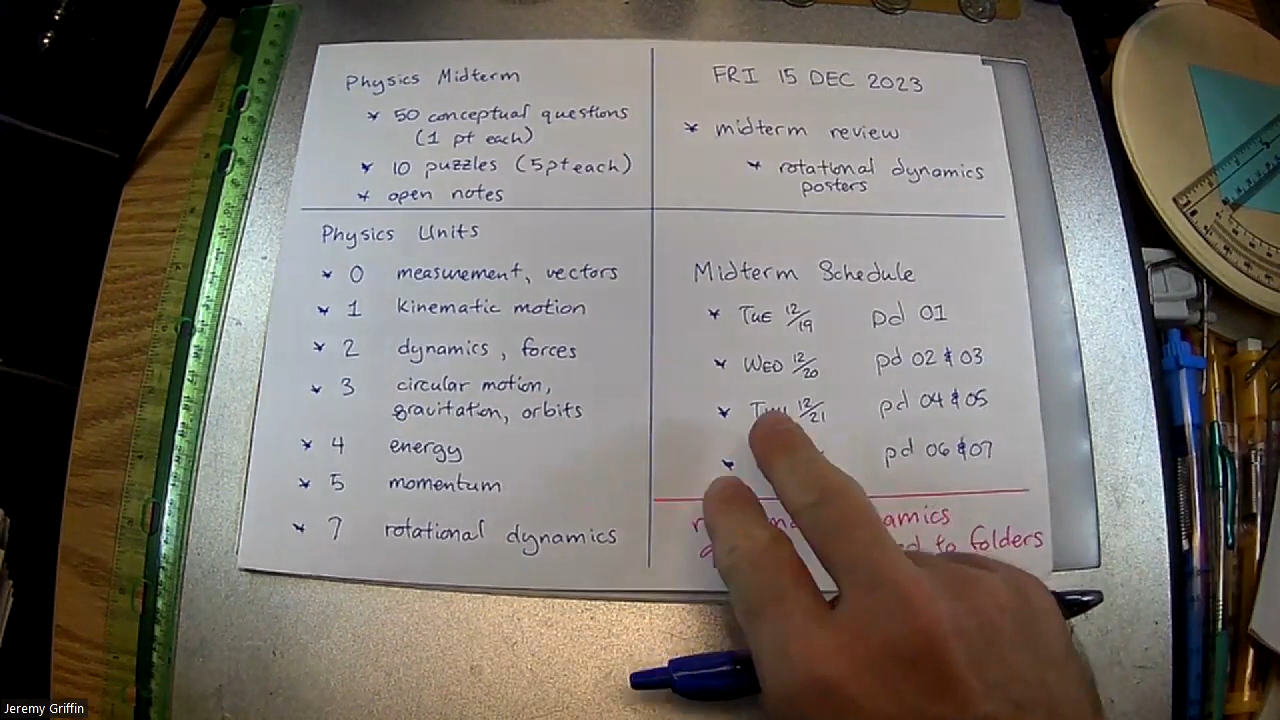 Physics Midterm
* 50 conceptual questions
(1 pt each)
* 10 puzzles (5pt each)
* open notes
FRI 15 DEC 2023
* midterm review
* rotational dynamics
posters
Physics Units
* 0 measurement, vectors
* 1 kinematic motion
* 2 dynamics, forces
* 3 circular motion,
gravitation, orbits
* 4 energy
* 5 momentum
* 7 rotational dynamics
Midterm Schedule
* TUE 12/19 pd 01
* WED 12/20 pd 02 & 03
* 12/21 pd 04 & 05
* pd 06 & 07
to folders
Jeremy Griffin